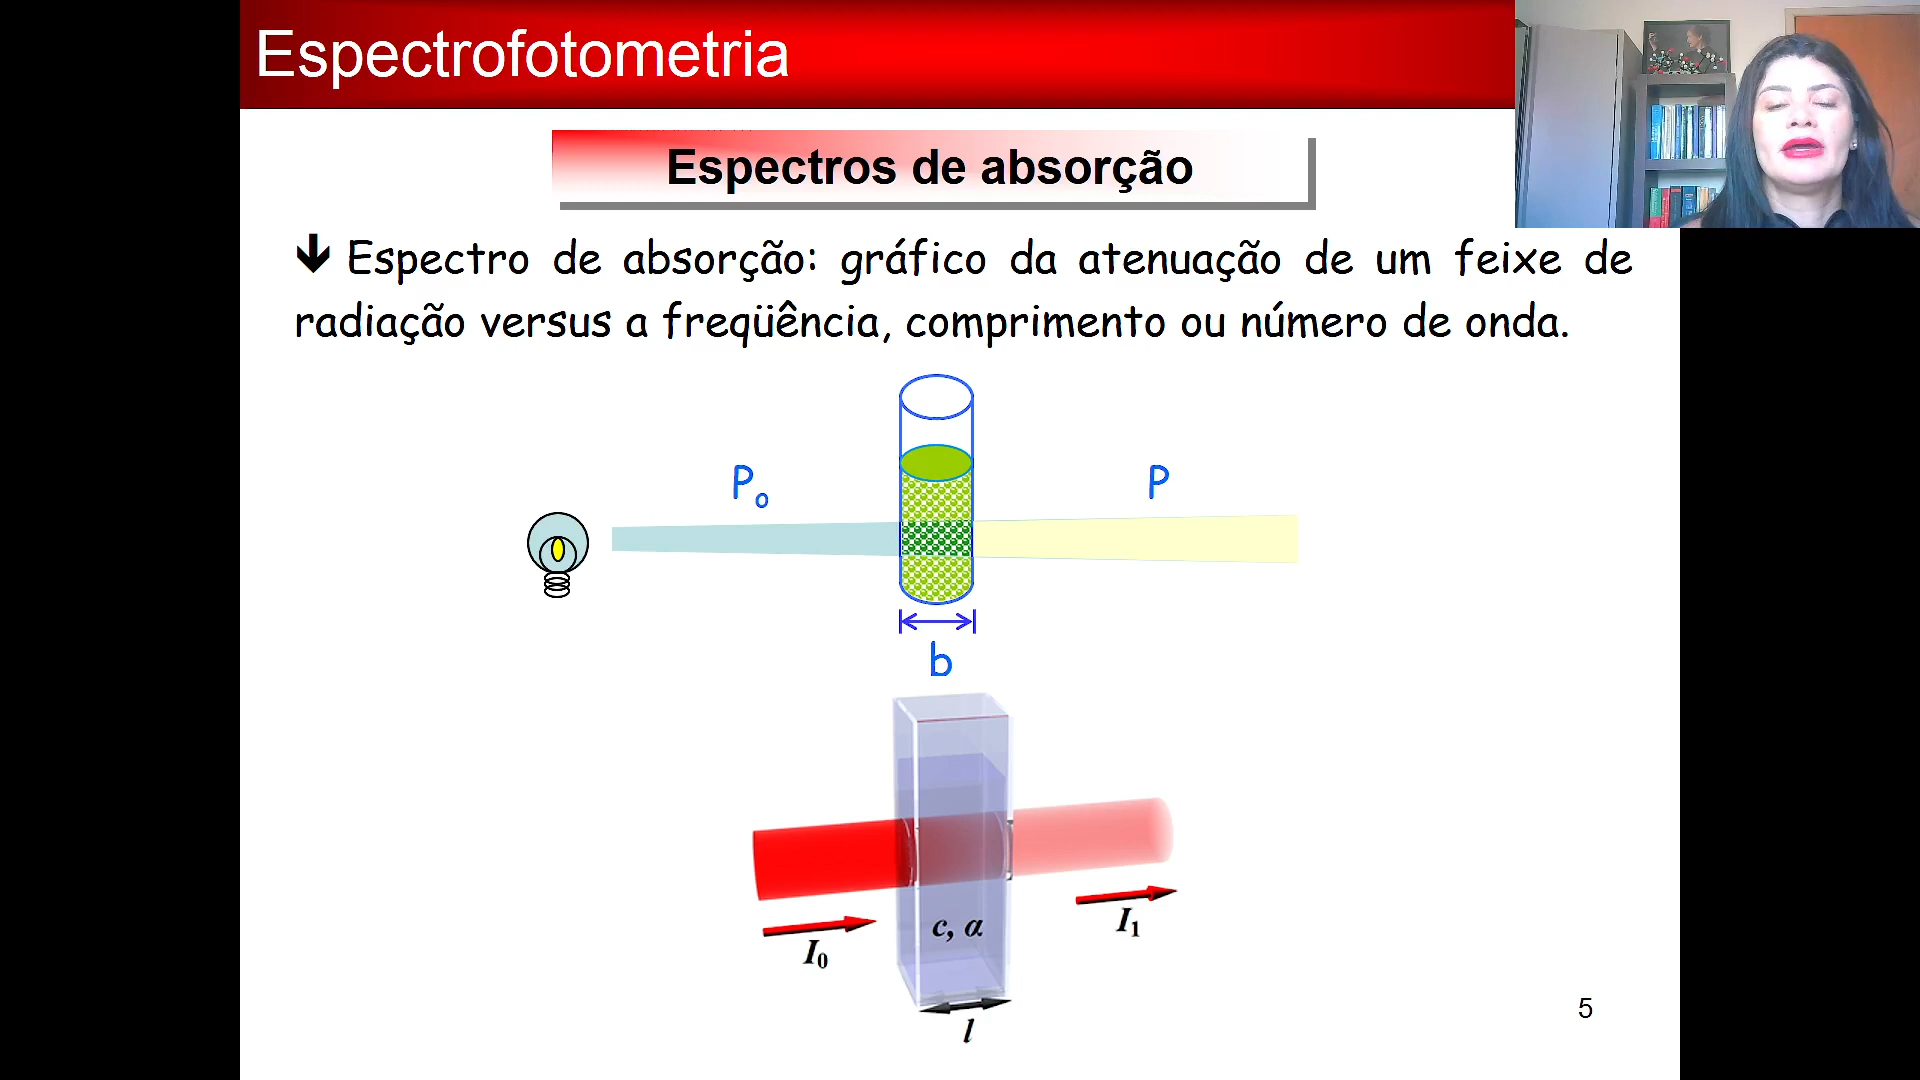 Espectrofotometria
Espectros de absorção
🡻 Espectro de absorção: gráfico da atenuação de um feixe de
radiação versus a freqüência, comprimento ou número de onda.
P₀
P
b
c, α
I₀
I₁
l
5